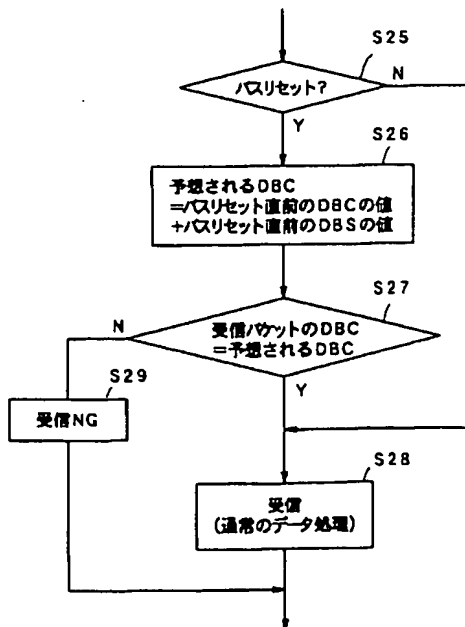 S25
バスリセット?
N
Y
S26
予想されるDBC
=バスリセット直前のDBCの値
+バスリセット直前のDBSの値
S27
N
受信パケットのDBC
=予想されるDBC
S29
Y
受信NG
S28
受信
(通常のデータ処理)